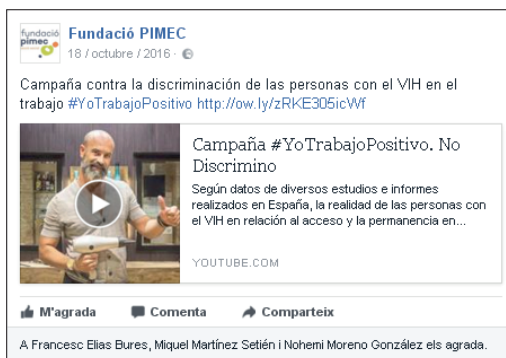 fundació
pimec
Fundació PIMEC
18 / octubre / 2016 ·
Campaña contra la discriminación de las personas con el VIH en el
trabajo #YoTrabajoPositivo http://ow.ly/zRKE305icWf
Campaña #YoTrabajoPositivo. No
Discrimino
Según datos de diversos estudios e informes
realizados en España, la realidad de las personas con
el VIH en relación al acceso y la permanencia en...
YOUTUBE.COM
M'agrada Comenta Comparteix
A Francesc Elias Bures, Miquel Martínez Setién i Nohemi Moreno González els agrada.